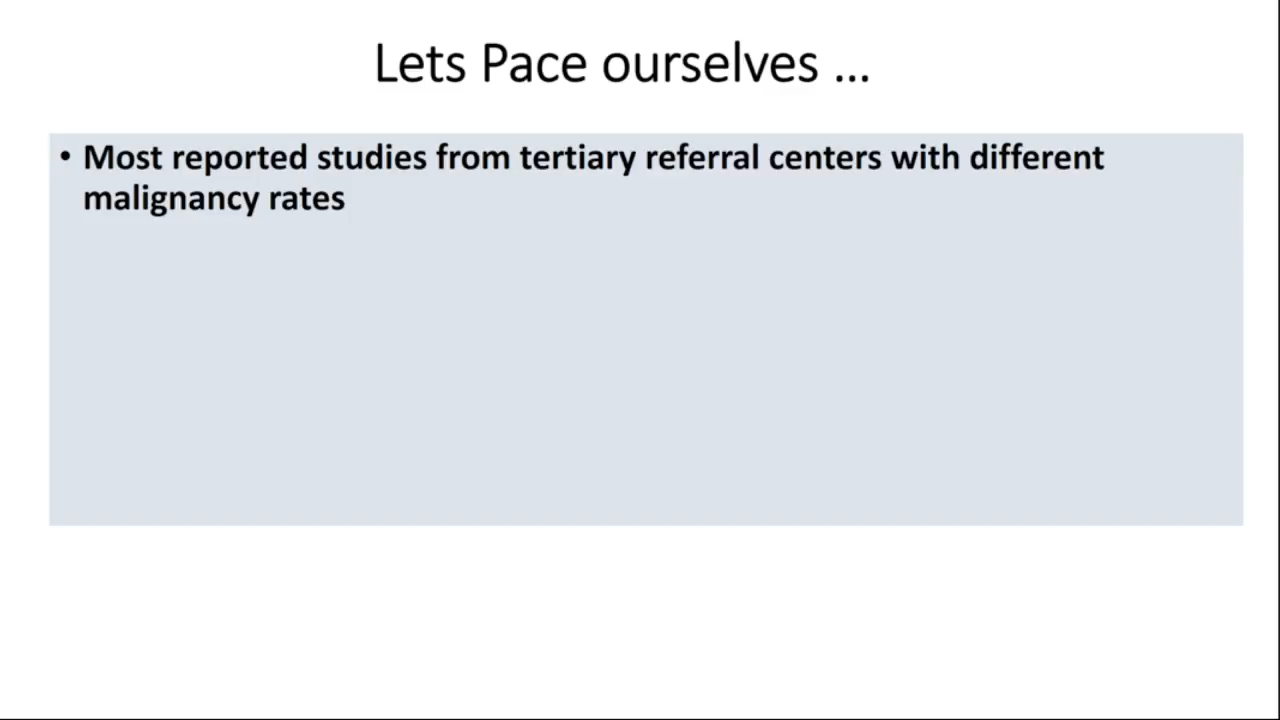 Lets Pace ourselves ...
• Most reported studies from tertiary referral centers with different
malignancy rates